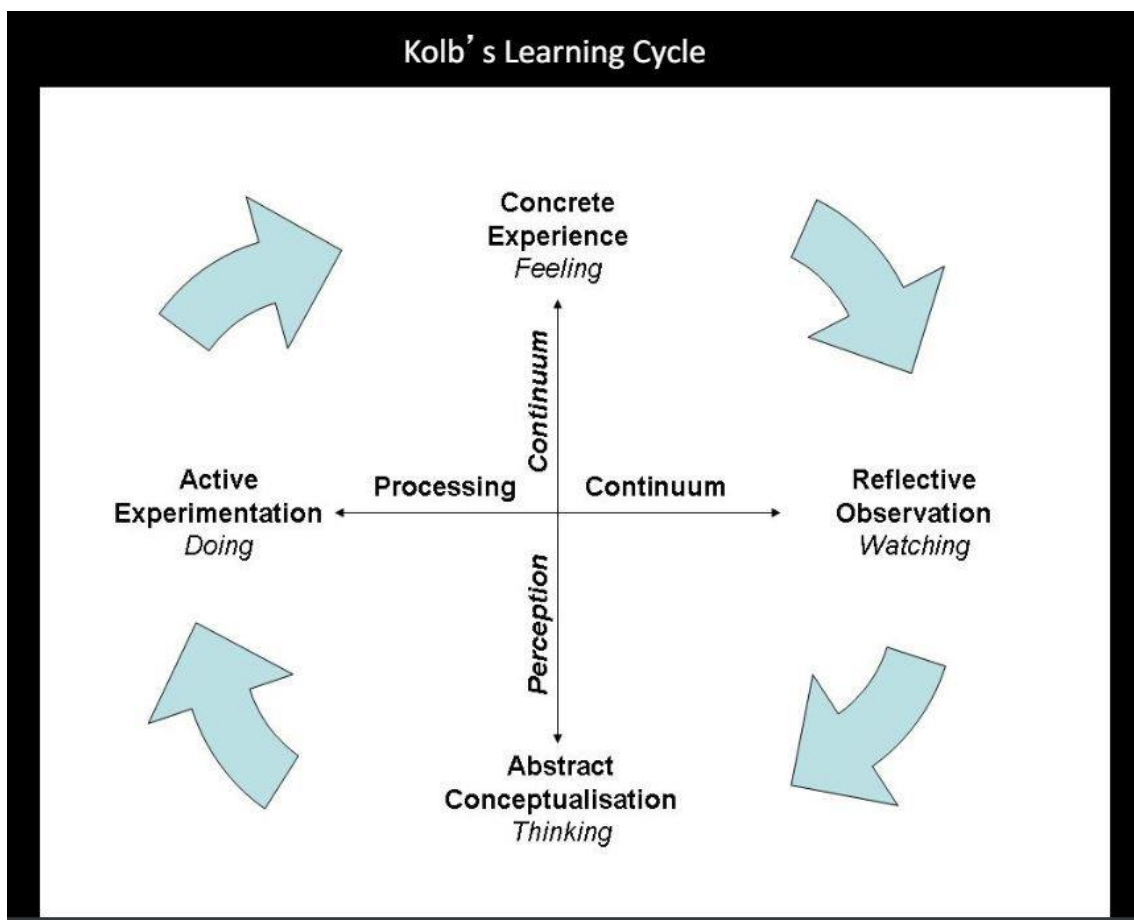 Kolb’s Learning Cycle
Concrete
Experience
Feeling
Continuum
Active
Experimentation
Doing
Processing
Continuum
Reflective
Observation
Watching
Perception
Abstract
Conceptualisation
Thinking